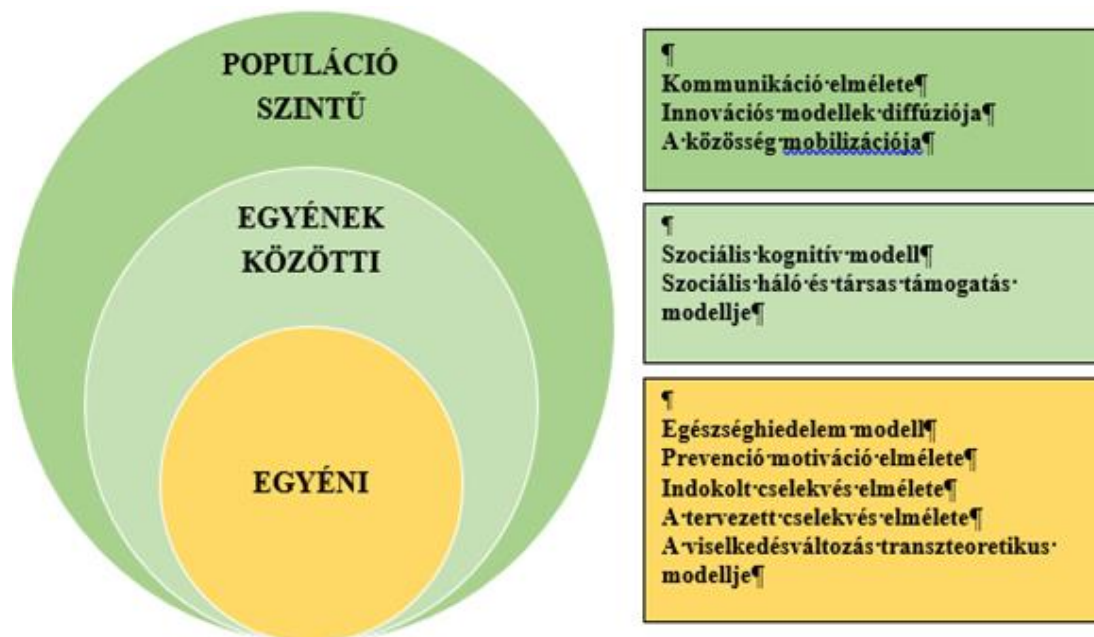 POPULÁCIÓ
SZINTŰ
EGYÉNEK
KÖZÖTTI
EGYÉNI
¶
Kommunikáció·elmélete¶
Innovációs·modellek·diffúziója¶
A·közösség·mobilizációja¶
¶
Szociális·kognitív·modell¶
Szociális·háló·és·társas·támogatás·
modellje¶
¶
Egészséghiedelem·modell¶
Prevenció·motiváció·elmélete¶
Indokolt·cselekvés·elmélete¶
A·tervezett·cselekvés·elmélete¶
A·viselkedésváltozás·transzteoretikus·
modellje¶